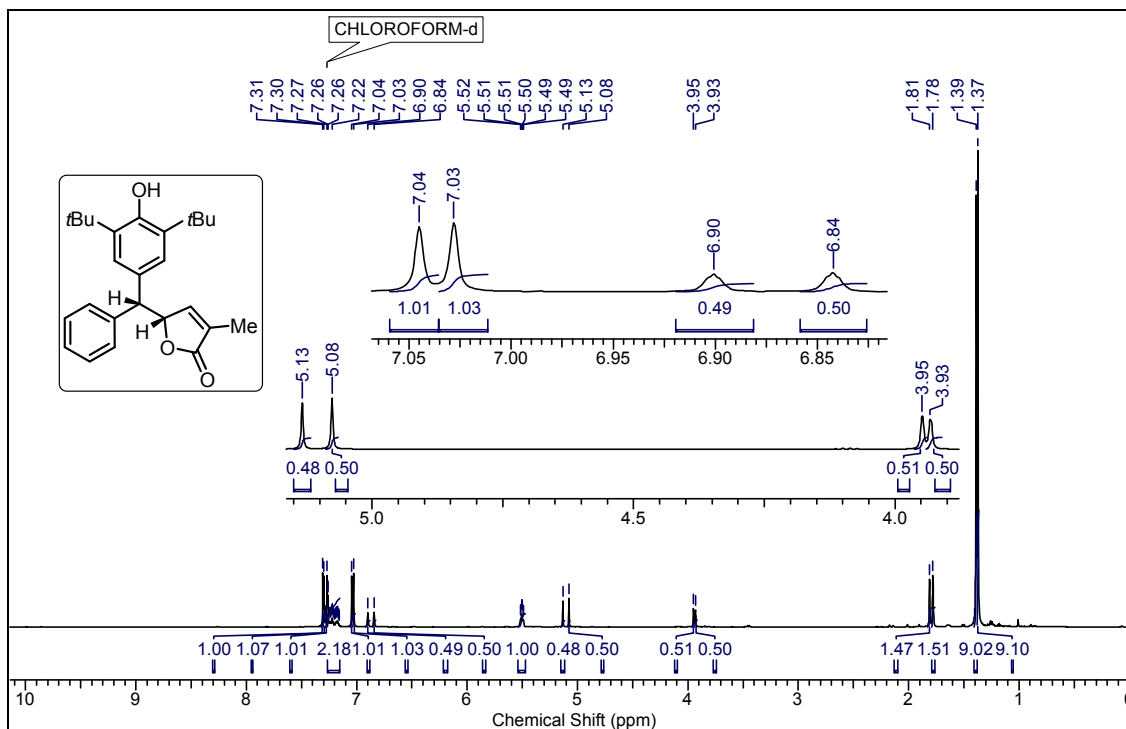 CHLOROFORM-d
7.31 7.30 7.27 7.26 7.26 7.22 7.04 7.03 6.90 6.84 5.52 5.51 5.51 5.50 5.49 5.49 5.13 5.08 3.95 3.93 1.81 1.78 1.39 1.37
OH
tBu tBu
H
H
O
Me
O
7.04 7.03 6.90 6.84
1.01 1.03 0.49 0.50
7.05 7.00 6.95 6.90 6.85
5.13 5.08 3.95 3.93
0.48 0.50 0.51 0.50
5.0 4.5 4.0
1.00 1.07 1.01 2.18 1.01 1.03 0.49 0.50 1.00 0.48 0.50 0.51 0.50 1.47 1.51 9.02 9.10
10 9 8 7 6 5 4 3 2 1 0
Chemical Shift (ppm)